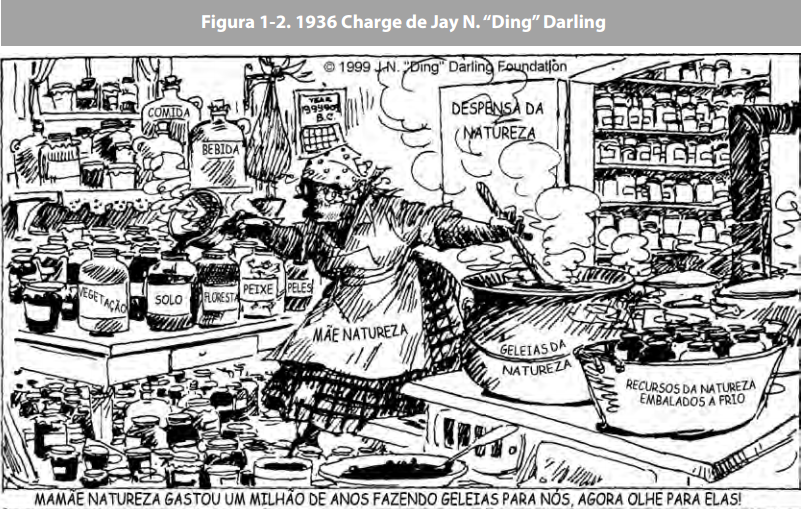 Figura 1-2. 1936 Charge de Jay N. “Ding” Darling
© 1999 J.N. "Ding" Darling Foundation
YEAR
B.C.
DESPENSA DA
NATUREZA
COMIDA
BEBIDA
VEGETAÇÃO
SOLO
FLORESTA
PEIXE
PELES
MÃE NATUREZA
GELEIAS DA
NATUREZA
RECURSOS DA NATUREZA
EMBALADOS A FRIO
MAMÃE NATUREZA GASTOU UM MILHÃO DE ANOS FAZENDO GELEIAS PARA NÓS, AGORA OLHE PARA ELAS!